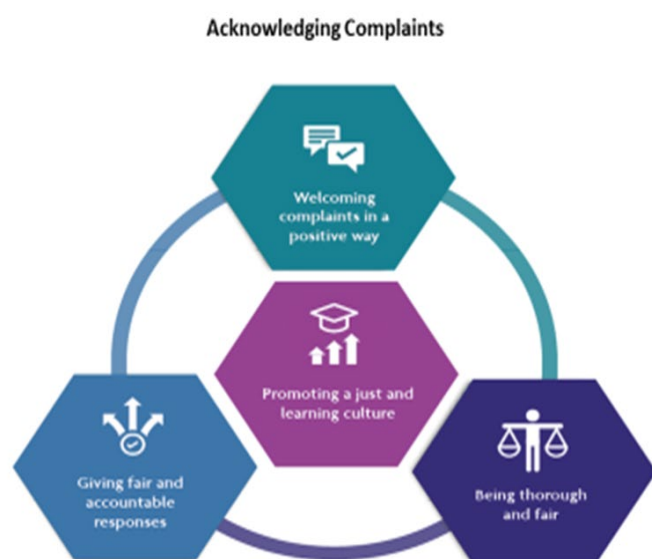 Acknowledging Complaints
Welcoming
complaints in a
positive way
Promoting a just and
learning culture
Giving fair and
accountable
responses
Being thorough
and fair